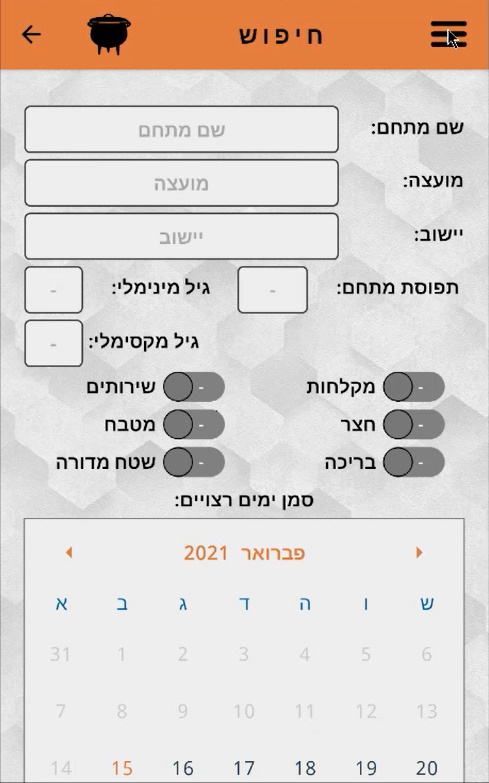 חיפוש
שם מתחם: שם מתחם
מועצה: מועצה
יישוב: יישוב
תפוסת מתחם: - גיל מינימלי: -
גיל מקסימלי: -
מקלחות - שירותים -
חצר - מטבח -
בריכה - שטח מדורה -
סמן ימים רצויים:
פברואר 2021
א ב ג ד ה ו ש
31 1 2 3 4 5 6
7 8 9 10 11 12 13
14 15 16 17 18 19 20